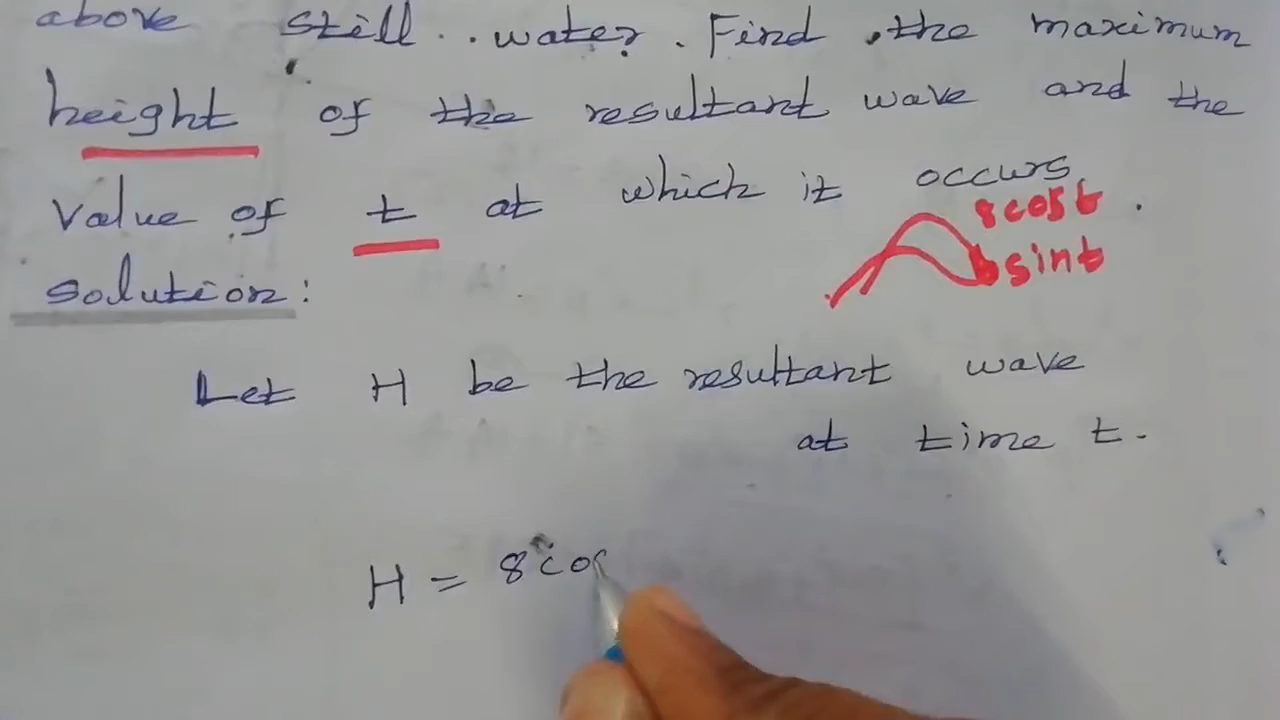 above still water. Find the maximum
height of the resultant wave and the
value of t at which it occurs.
8cost
6sint
solution:
Let H be the resultant wave
at time t.
H = 8cos